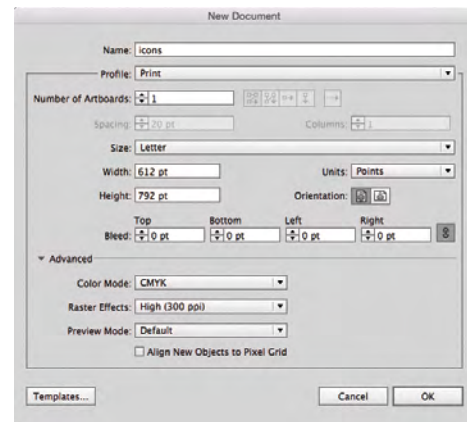 New Document
Name: icons
Profile: Print
Number of Artboards: 1
Spacing: 20 pt Columns: 1
Size: Letter
Width: 612 pt Units: Points
Height: 792 pt Orientation:
Top Bottom Left Right
Bleed: 0 pt 0 pt 0 pt 0 pt
Advanced
Color Mode: CMYK
Raster Effects: High (300 ppi)
Preview Mode: Default
Align New Objects to Pixel Grid
Templates... Cancel OK